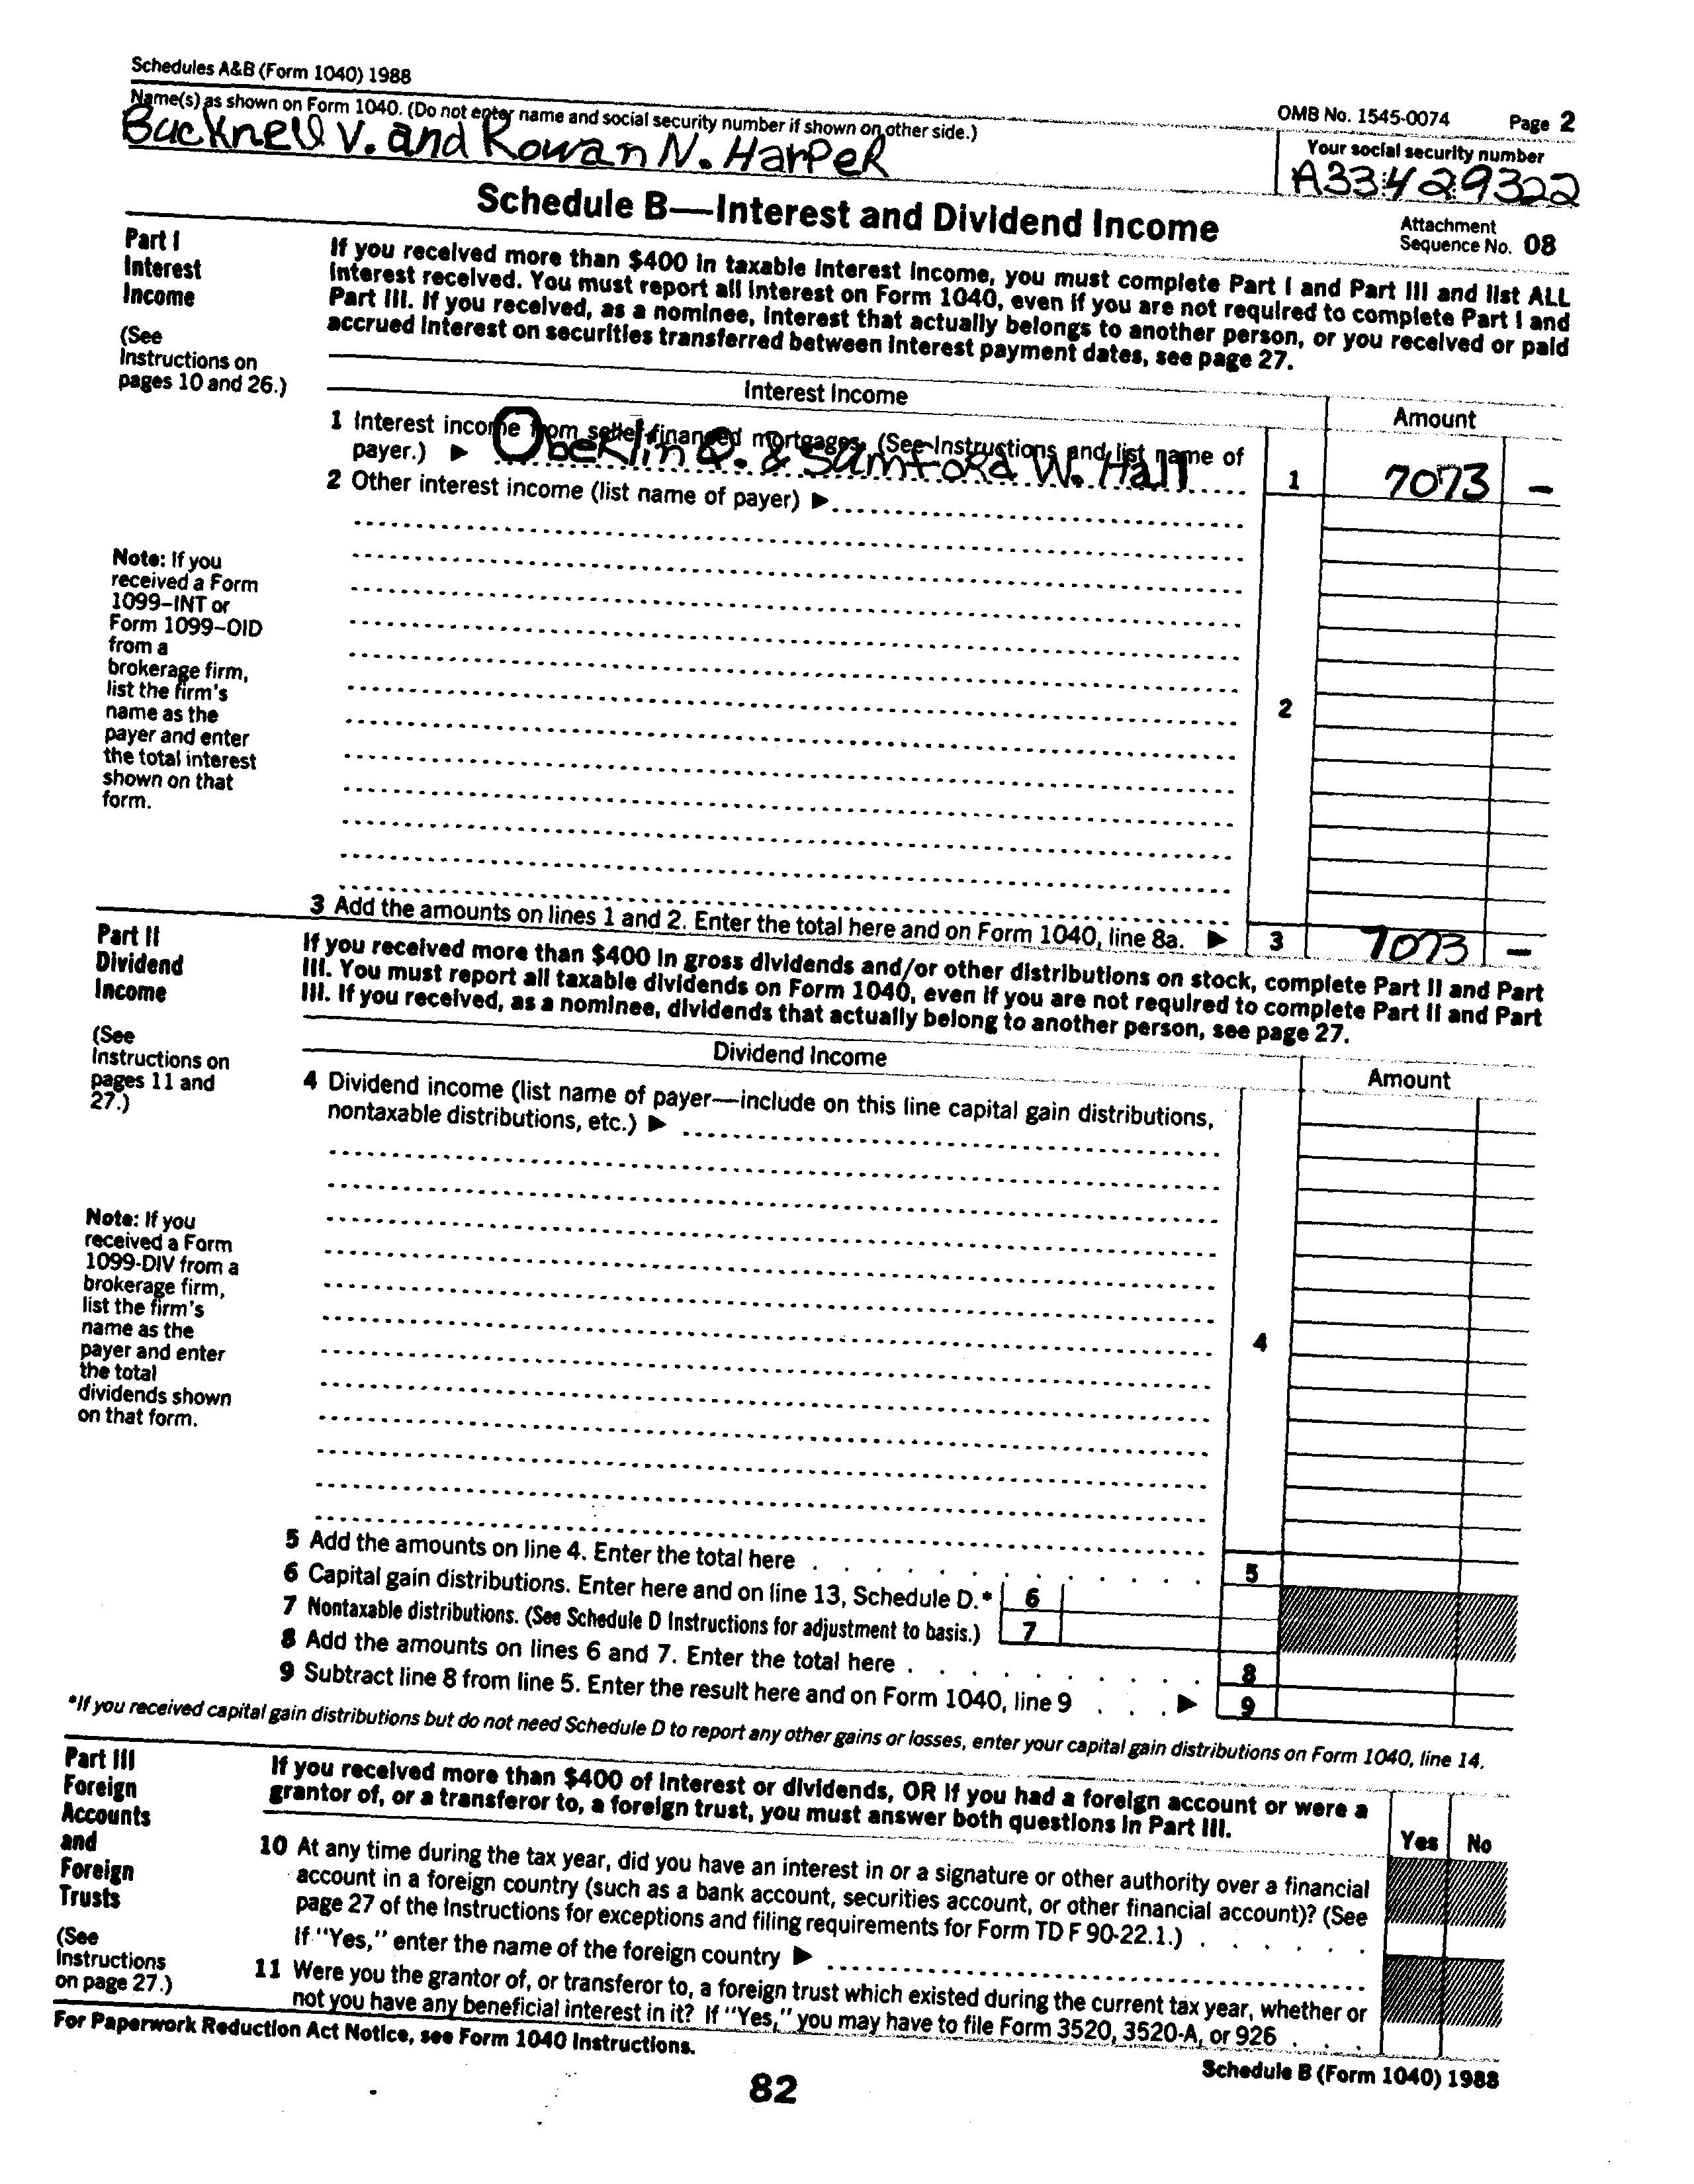 Schedules A&B (Form 1040) 1988
OMB No. 1545-0074 Page 2
Name(s) as shown on Form 1040. (Do not enter name and social security number if shown on other side.)
Your social security number
Bucknell V. and Rowan N. Harper
A33429322
Schedule B—Interest and Dividend Income
Attachment
Sequence No. 08
Part I
Interest
Income
(See
Instructions on
pages 10 and 26.)
If you received more than $400 in taxable interest income, you must complete Part I and Part III and list ALL
interest received. You must report all interest on Form 1040, even if you are not required to complete Part I and
Part III. If you received, as a nominee, interest that actually belongs to another person, or you received or paid
accrued interest on securities transferred between interest payment dates, see page 27.
Interest Income
Amount
1 Interest income from seller-financed mortgages. (See Instructions and list name of
payer.) ▶ Oberlin Q. & Samford W. Hall
1 7073 –
2 Other interest income (list name of payer) ▶
Note: If you
received a Form
1099–INT or
Form 1099–OID
from a
brokerage firm,
list the firm's
name as the
payer and enter
the total interest
shown on that
form.
2
3 Add the amounts on lines 1 and 2. Enter the total here and on Form 1040, line 8a. ▶ 3 7073 –
Part II
Dividend
Income
(See
Instructions on
pages 11 and
27.)
If you received more than $400 in gross dividends and/or other distributions on stock, complete Part II and Part
III. You must report all taxable dividends on Form 1040, even if you are not required to complete Part II and Part
III. If you received, as a nominee, dividends that actually belong to another person, see page 27.
Dividend Income
Amount
4 Dividend income (list name of payer—include on this line capital gain distributions,
nontaxable distributions, etc.) ▶
Note: If you
received a Form
1099-DIV from a
brokerage firm,
list the firm's
name as the
payer and enter
the total
dividends shown
on that form.
4
5 Add the amounts on line 4. Enter the total here . . . . . . . . . . 5
6 Capital gain distributions. Enter here and on line 13, Schedule D.* 6
7 Nontaxable distributions. (See Schedule D Instructions for adjustment to basis.) 7
8 Add the amounts on lines 6 and 7. Enter the total here . . . . . . . . 8
9 Subtract line 8 from line 5. Enter the result here and on Form 1040, line 9 . . . ▶ 9
*If you received capital gain distributions but do not need Schedule D to report any other gains or losses, enter your capital gain distributions on Form 1040, line 14.
Part III
Foreign
Accounts
and
Foreign
Trusts
(See
Instructions
on page 27.)
If you received more than $400 of interest or dividends, OR if you had a foreign account or were a
grantor of, or a transferor to, a foreign trust, you must answer both questions in Part III.
Yes No
10 At any time during the tax year, did you have an interest in or a signature or other authority over a financial
account in a foreign country (such as a bank account, securities account, or other financial account)? (See
page 27 of the Instructions for exceptions and filing requirements for Form TD F 90-22.1.) . . . . . .
If "Yes," enter the name of the foreign country ▶
11 Were you the grantor of, or transferor to, a foreign trust which existed during the current tax year, whether or
not you have any beneficial interest in it? If "Yes," you may have to file Form 3520, 3520-A, or 926 . . .
For Paperwork Reduction Act Notice, see Form 1040 Instructions.
Schedule B (Form 1040) 1988
82